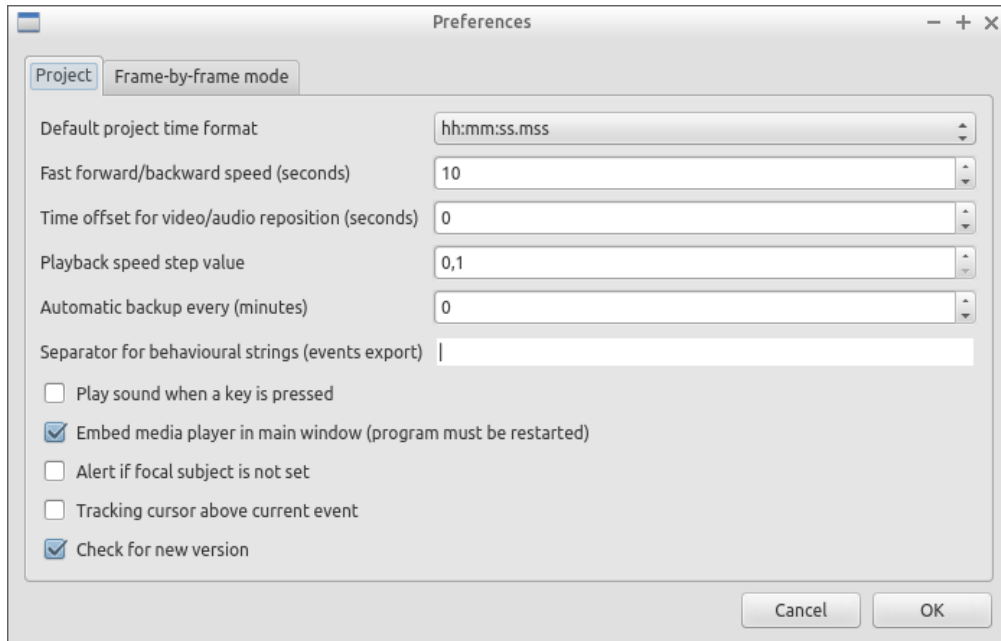 Preferences
Project Frame-by-frame mode
Default project time format hh:mm:ss.mss
Fast forward/backward speed (seconds) 10
Time offset for video/audio reposition (seconds) 0
Playback speed step value 0,1
Automatic backup every (minutes) 0
Separator for behavioural strings (events export) |
Play sound when a key is pressed
Embed media player in main window (program must be restarted)
Alert if focal subject is not set
Tracking cursor above current event
Check for new version
Cancel OK